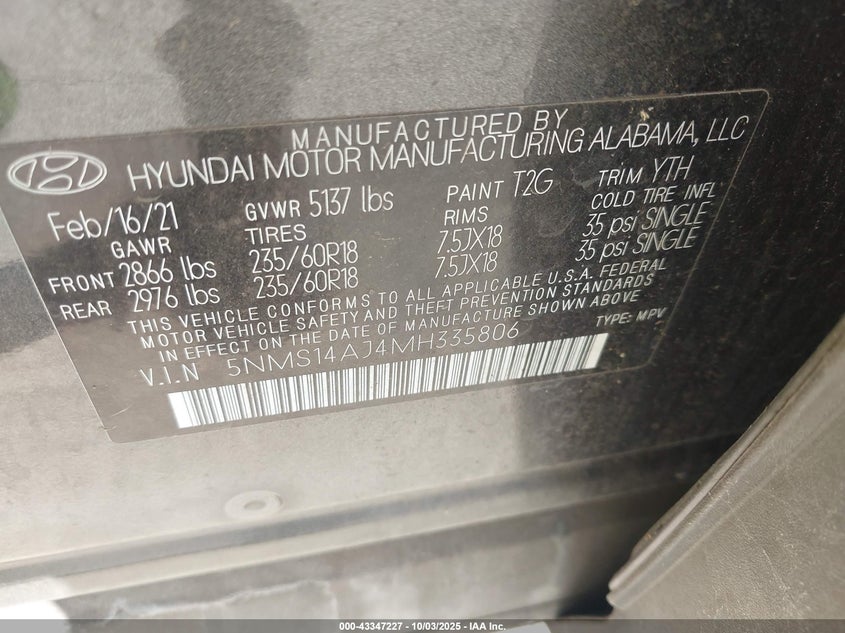 MANUFACTURED BY
HYUNDAI MOTOR MANUFACTURING ALABAMA, LLC
Feb/16/21 GVWR 5137 lbs PAINT T2G TRIM YTH
GAWR TIRES RIMS COLD TIRE INFL
FRONT 2866 lbs 235/60R18 7.5JX18 35 psi SINGLE
REAR 2976 lbs 235/60R18 7.5JX18 35 psi SINGLE
THIS VEHICLE CONFORMS TO ALL APPLICABLE U.S.A. FEDERAL
MOTOR VEHICLE SAFETY AND THEFT PREVENTION STANDARDS
IN EFFECT ON THE DATE OF MANUFACTURE SHOWN ABOVE
V.I.N 5NMS14AJ4MH335806 TYPE: MPV
000-43347227 - 10/03/2025 - IAA Inc.